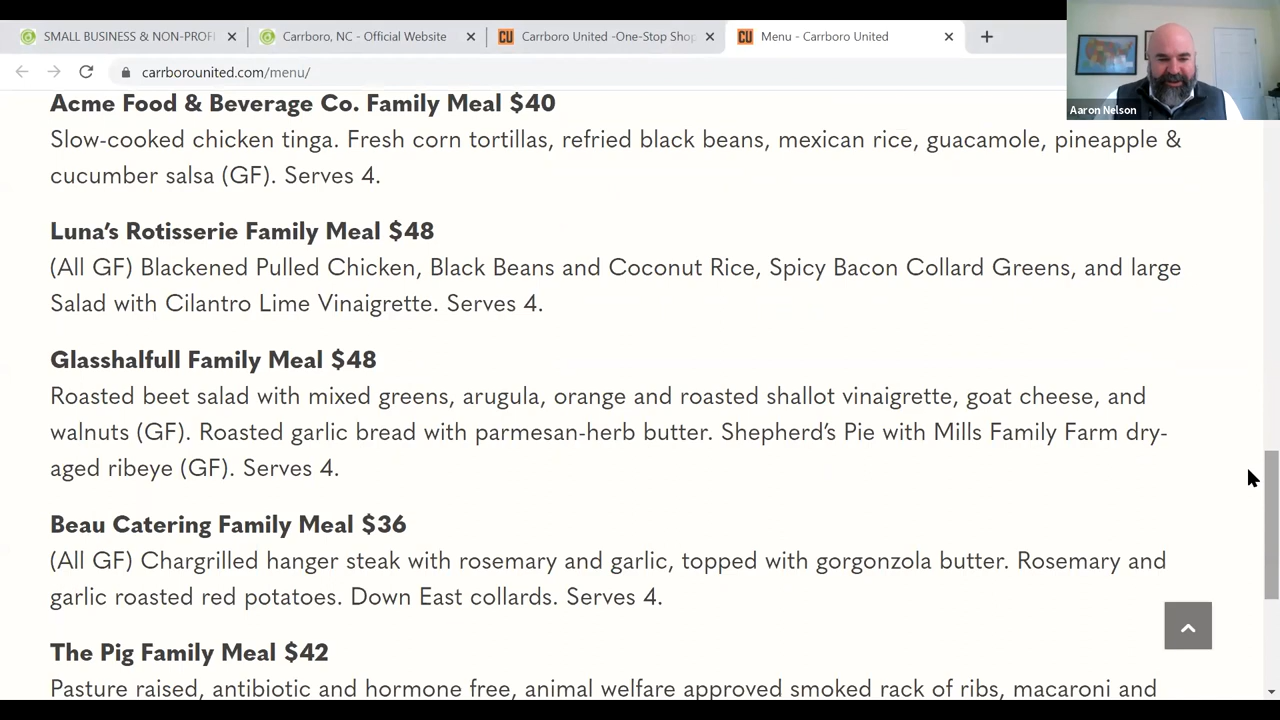 SMALL BUSINESS & NON-PROFI
Carrboro, NC - Official Website
Carrboro United -One-Stop Shop
Menu - Carrboro United
carrborounited.com/menu/
Aaron Nelson
Acme Food & Beverage Co. Family Meal $40
Slow-cooked chicken tinga. Fresh corn tortillas, refried black beans, mexican rice, guacamole, pineapple &
cucumber salsa (GF). Serves 4.
Luna’s Rotisserie Family Meal $48
(All GF) Blackened Pulled Chicken, Black Beans and Coconut Rice, Spicy Bacon Collard Greens, and large
Salad with Cilantro Lime Vinaigrette. Serves 4.
Glasshalfull Family Meal $48
Roasted beet salad with mixed greens, arugula, orange and roasted shallot vinaigrette, goat cheese, and
walnuts (GF). Roasted garlic bread with parmesan-herb butter. Shepherd’s Pie with Mills Family Farm dry-
aged ribeye (GF). Serves 4.
Beau Catering Family Meal $36
(All GF) Chargrilled hanger steak with rosemary and garlic, topped with gorgonzola butter. Rosemary and
garlic roasted red potatoes. Down East collards. Serves 4.
The Pig Family Meal $42
Pasture raised, antibiotic and hormone free, animal welfare approved smoked rack of ribs, macaroni and